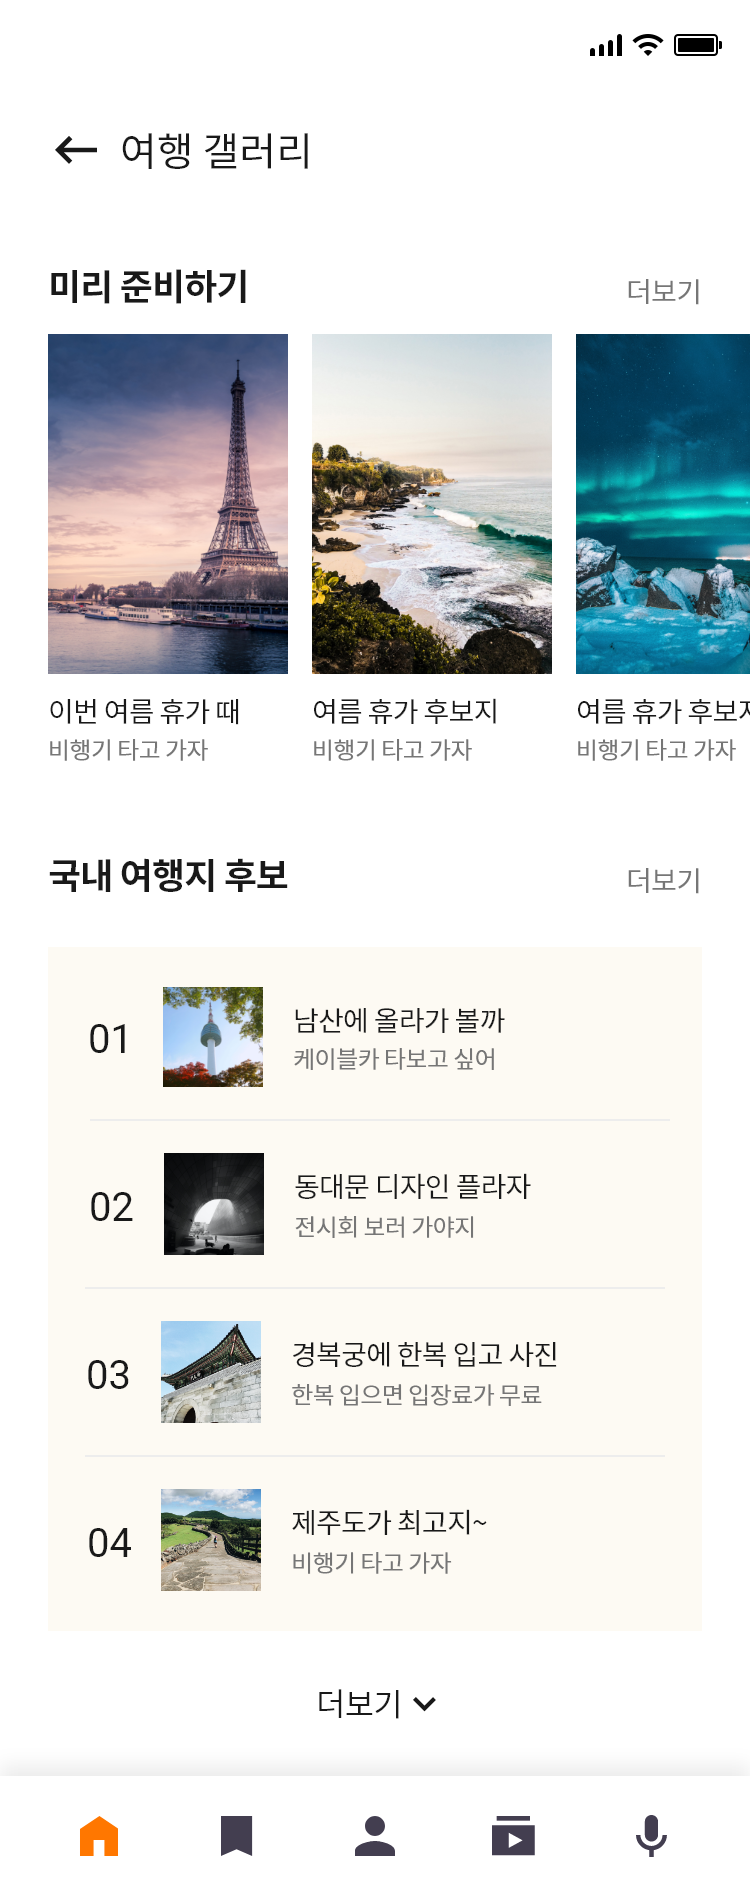 여행 갤러리
미리 준비하기
더보기
이번 여름 휴가 때
비행기 타고 가자
여름 휴가 후보지
비행기 타고 가자
여름 휴가 후보지
비행기 타고 가자
국내 여행지 후보
더보기
01
남산에 올라가 볼까
케이블카 타보고 싶어
02
동대문 디자인 플라자
전시회 보러 가야지
03
경복궁에 한복 입고 사진
한복 입으면 입장료가 무료
04
제주도가 최고지~
비행기 타고 가자
더보기